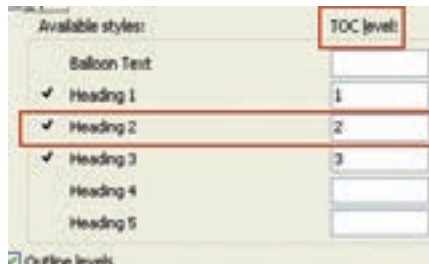 Available styles: TOC level:
Balloon Text
✔ Heading 1 1
✔ Heading 2 2
✔ Heading 3 3
Heading 4
Heading 5
Outline levels